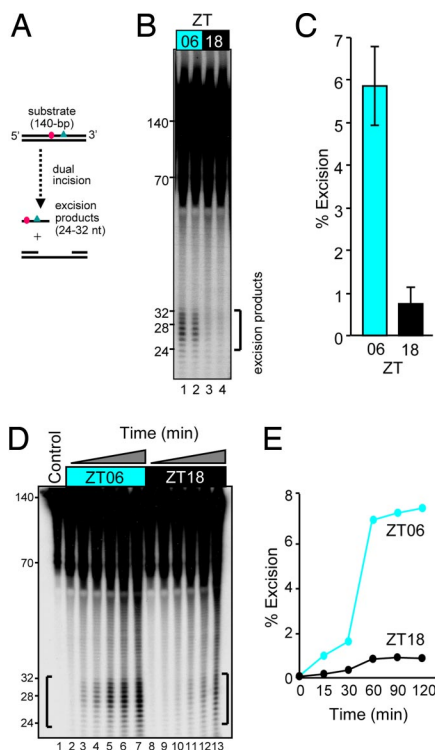 A
substrate
(140-bp)
5' 3'
dual
incision
excision
products
(24-32 nt)
+
B
ZT
06 18
140
70
32
28
24
excision products
1 2 3 4
C
% Excision
7
6
5
4
3
2
1
0
06 18
ZT
D
Time (min)
Control
ZT06 ZT18
140
70
32
28
24
1 2 3 4 5 6 7 8 9 10 11 12 13
E
% Excision
8
6
4
2
0
ZT06
ZT18
0 15 30 60 90 120
Time (min)